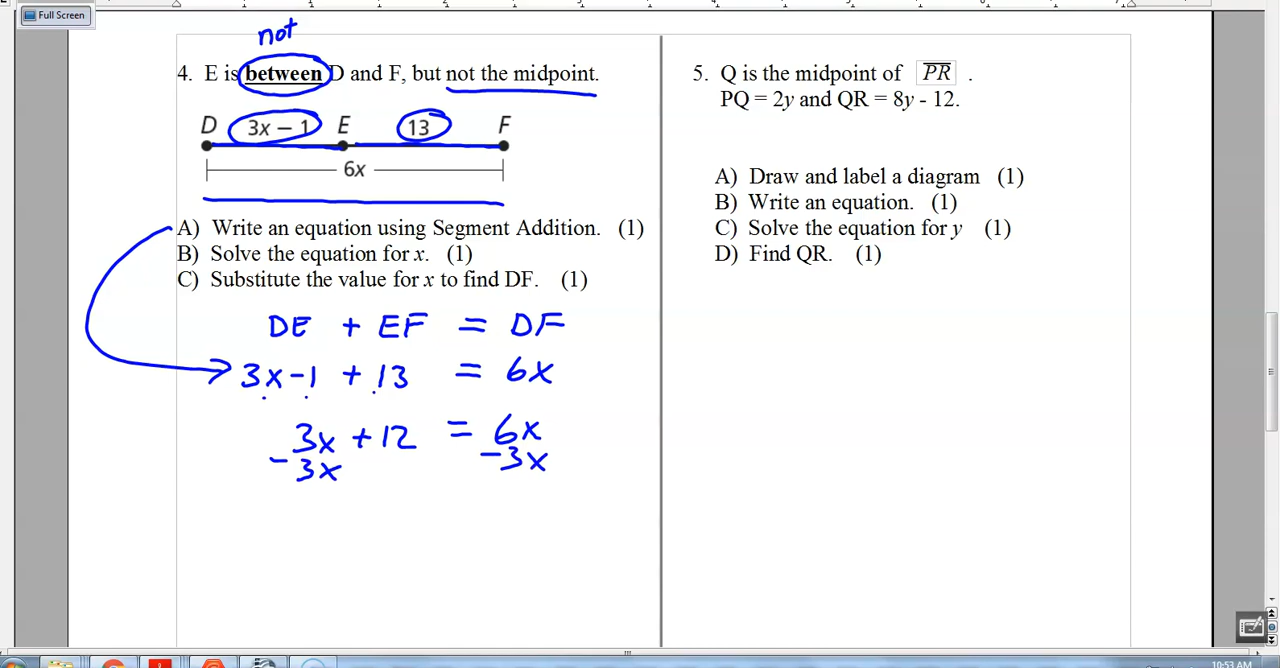 Full Screen
not
4. E is between D and F, but not the midpoint.
D 3x − 1 E 13 F
6x
A) Write an equation using Segment Addition. (1)
B) Solve the equation for x. (1)
C) Substitute the value for x to find DF. (1)
DE + EF = DF
3x - 1 + 13 = 6x
3x + 12 = 6x
-3x -3x
5. Q is the midpoint of PR .
PQ = 2y and QR = 8y - 12.
A) Draw and label a diagram (1)
B) Write an equation. (1)
C) Solve the equation for y (1)
D) Find QR. (1)
10:53 AM